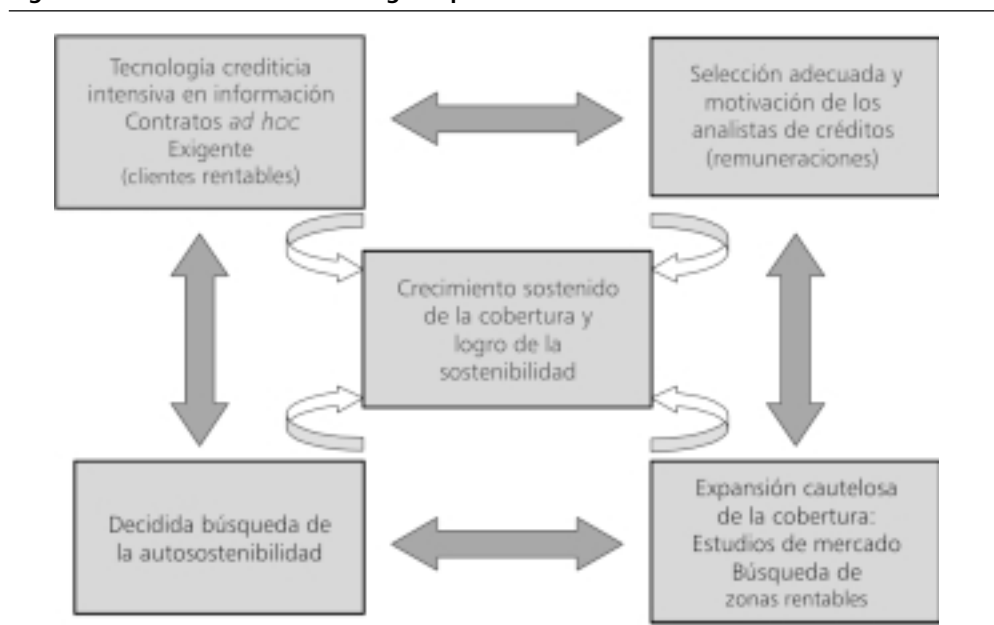 Tecnología crediticia
intensiva en información
Contratos ad hoc
Exigente
(clientes rentables)
Selección adecuada y
motivación de los
analistas de créditos
(remuneraciones)
Crecimiento sostenido
de la cobertura y
logro de la
sostenibilidad
Decidida búsqueda de
la autosostenibilidad
Expansión cautelosa
de la cobertura:
Estudios de mercado
Búsqueda de
zonas rentables